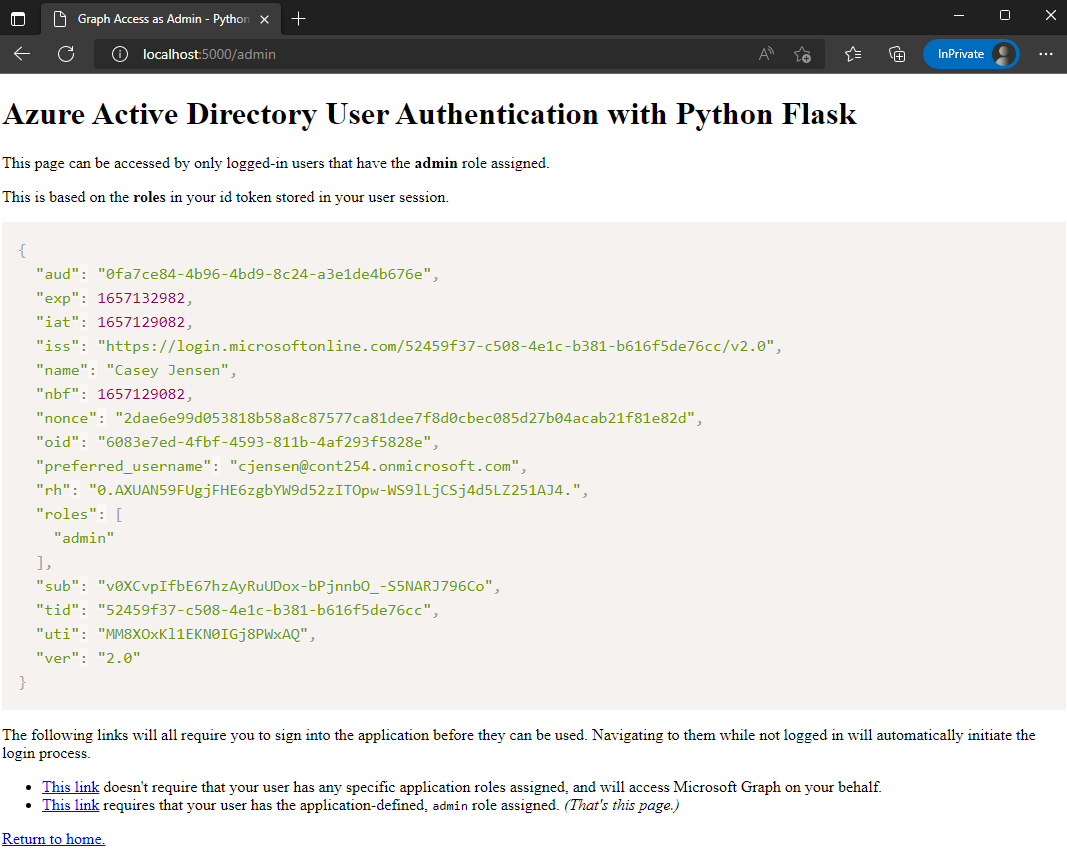 Graph Access as Admin - Python
localhost:5000/admin
InPrivate
Azure Active Directory User Authentication with Python Flask
This page can be accessed by only logged-in users that have the admin role assigned.
This is based on the roles in your id token stored in your user session.
{
"aud": "0fa7ce84-4b96-4bd9-8c24-a3e1de4b676e",
"exp": 1657132982,
"iat": 1657129082,
"iss": "https://login.microsoftonline.com/52459f37-c508-4e1c-b381-b616f5de76cc/v2.0",
"name": "Casey Jensen",
"nbf": 1657129082,
"nonce": "2dae6e99d053818b58a8c87577ca81dee7f8d0cbec085d27b04acab21f81e82d",
"oid": "6083e7ed-4fbf-4593-811b-4af293f5828e",
"preferred_username": "cjensen@cont254.onmicrosoft.com",
"rh": "0.AXUAN59FUgjFHE6zgbYW9d52zITOpw-WS9lLjCSj4d5LZ251AJ4.",
"roles": [
"admin"
],
"sub": "v0XCvpIfbE67hzAyRuUDox-bPjnnbO_-S5NARJ796Co",
"tid": "52459f37-c508-4e1c-b381-b616f5de76cc",
"uti": "MM8XOxKl1EKN0IGj8PWxAQ",
"ver": "2.0"
}
The following links will all require you to sign into the application before they can be used. Navigating to them while not logged in will automatically initiate the
login process.
• This link doesn't require that your user has any specific application roles assigned, and will access Microsoft Graph on your behalf.
• This link requires that your user has the application-defined, admin role assigned. (That's this page.)
Return to home.